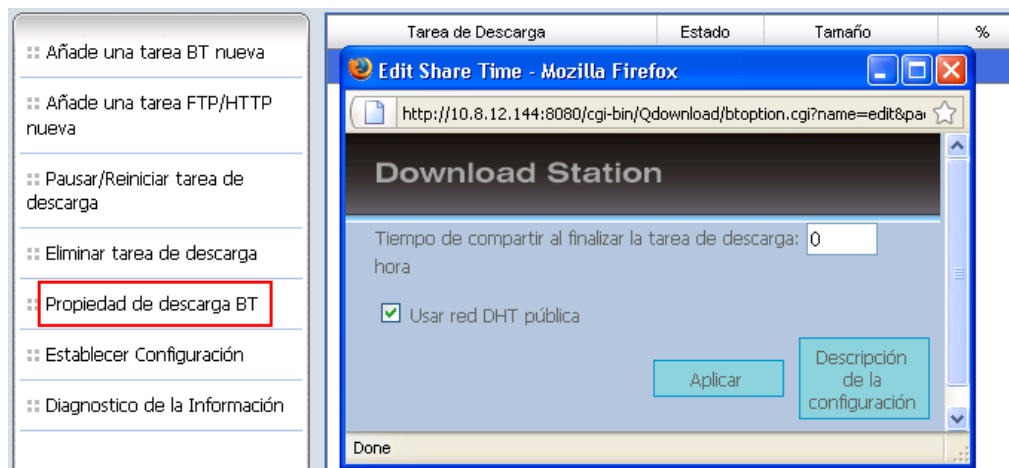 Añade una tarea BT nueva
Añade una tarea FTP/HTTP
nueva
Pausar/Reiniciar tarea de
descarga
Eliminar tarea de descarga
Propiedad de descarga BT
Establecer Configuración
Diagnostico de la Información
Tarea de Descarga Estado Tamaño %
Edit Share Time - Mozilla Firefox
http://10.8.12.144:8080/cgi-bin/Qdownload/btoption.cgi?name=edit&pa
Download Station
Tiempo de compartir al finalizar la tarea de descarga: 0
hora
Usar red DHT pública
Aplicar
Descripción
de la
configuración
Done